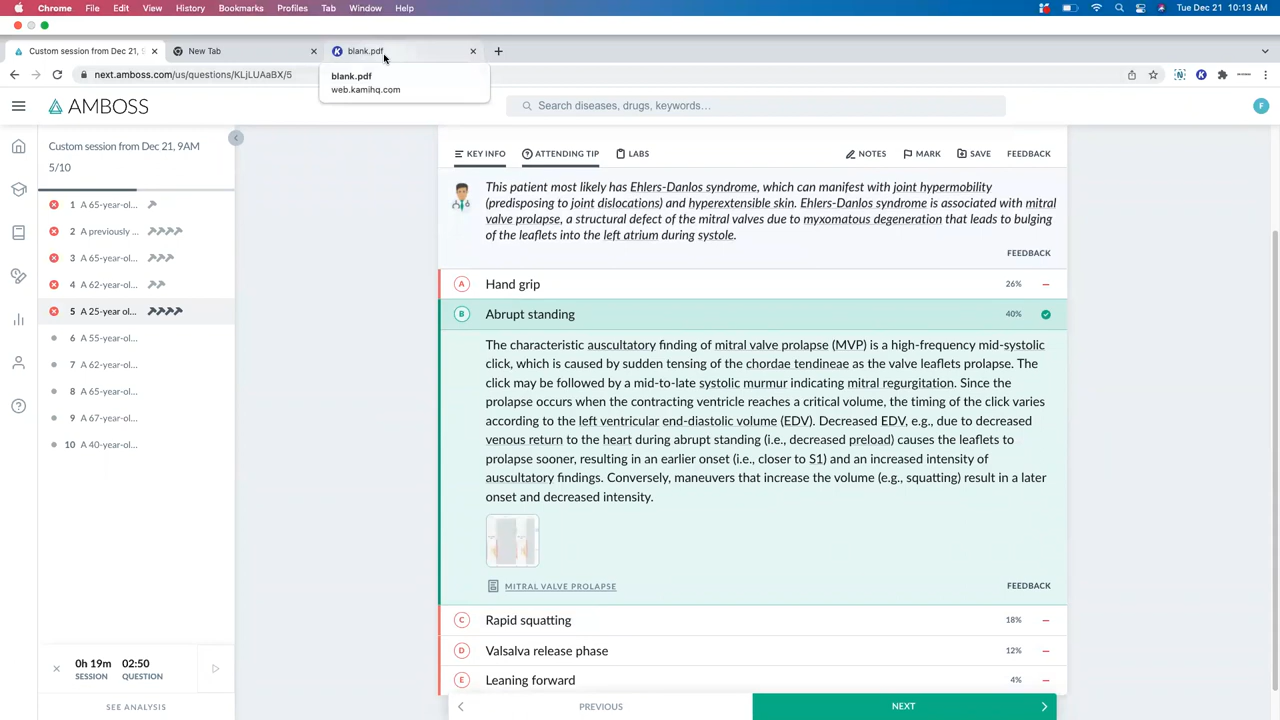 Chrome File Edit View History Bookmarks Profiles Tab Window Help Tue Dec 21 10:13 AM
Custom session from Dec 21, 9 New Tab blank.pdf
next.amboss.com/us/questions/KLjLUAaBX/5
blank.pdf
web.kamihq.com
AMBOSS
Search diseases, drugs, keywords…
F
Custom session from Dec 21, 9AM
5/10
1 A 65-year-ol...
2 A previously ...
3 A 65-year-ol...
4 A 62-year-ol...
5 A 25-year ol...
6 A 55-year-ol...
7 A 62-year-ol...
8 A 65-year-ol...
9 A 67-year-ol...
10 A 40-year-ol...
0h 19m 02:50
SESSION QUESTION
SEE ANALYSIS
KEY INFO ATTENDING TIP LABS NOTES MARK SAVE FEEDBACK
This patient most likely has Ehlers-Danlos syndrome, which can manifest with joint hypermobility
(predisposing to joint dislocations) and hyperextensible skin. Ehlers-Danlos syndrome is associated with mitral
valve prolapse, a structural defect of the mitral valves due to myxomatous degeneration that leads to bulging
of the leaflets into the left atrium during systole.
FEEDBACK
A Hand grip 26%
B Abrupt standing 40%
The characteristic auscultatory finding of mitral valve prolapse (MVP) is a high-frequency mid-systolic
click, which is caused by sudden tensing of the chordae tendineae as the valve leaflets prolapse. The
click may be followed by a mid-to-late systolic murmur indicating mitral regurgitation. Since the
prolapse occurs when the contracting ventricle reaches a critical volume, the timing of the click varies
according to the left ventricular end-diastolic volume (EDV). Decreased EDV, e.g., due to decreased
venous return to the heart during abrupt standing (i.e., decreased preload) causes the leaflets to
prolapse sooner, resulting in an earlier onset (i.e., closer to S1) and an increased intensity of
auscultatory findings. Conversely, maneuvers that increase the volume (e.g., squatting) result in a later
onset and decreased intensity.
MITRAL VALVE PROLAPSE FEEDBACK
C Rapid squatting 18%
D Valsalva release phase 12%
E Leaning forward 4%
PREVIOUS NEXT